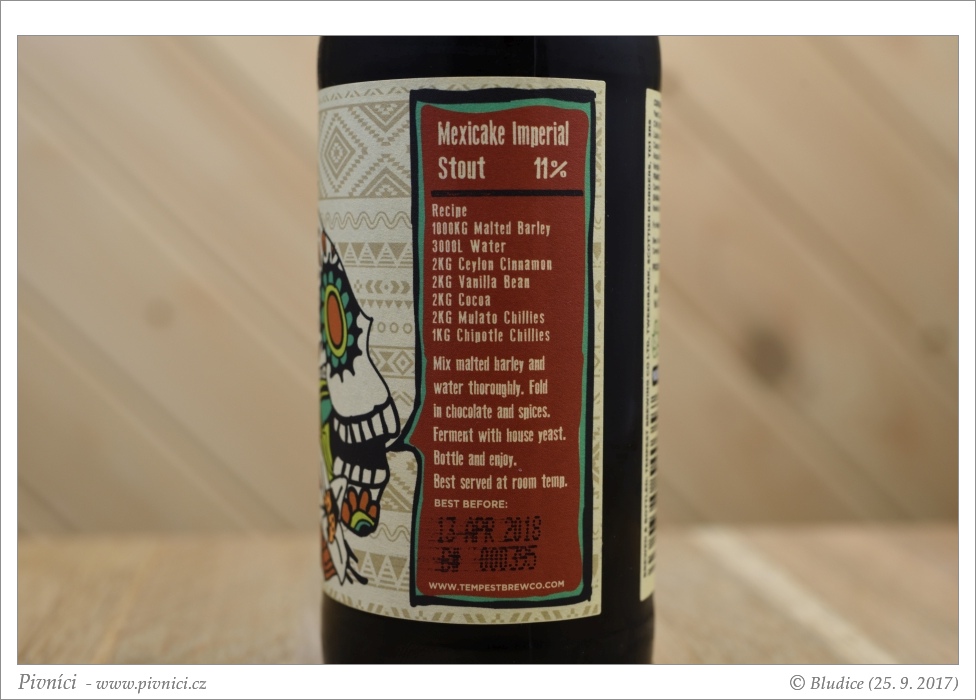 Mexicake Imperial
Stout 11%
Recipe
1000KG Malted Barley
3000L Water
2KG Ceylon Cinnamon
2KG Vanilla Bean
2KG Cocoa
2KG Mulato Chillies
1KG Chipotle Chillies
Mix malted barley and
water thoroughly. Fold
in chocolate and spices.
Ferment with house yeast.
Bottle and enjoy.
Best served at room temp.
BEST BEFORE:
13 APR 2018
B# 000395
WWW.TEMPESTBREWCO.COM
Pivníci - www.pivnici.cz
© Bludice (25. 9. 2017)